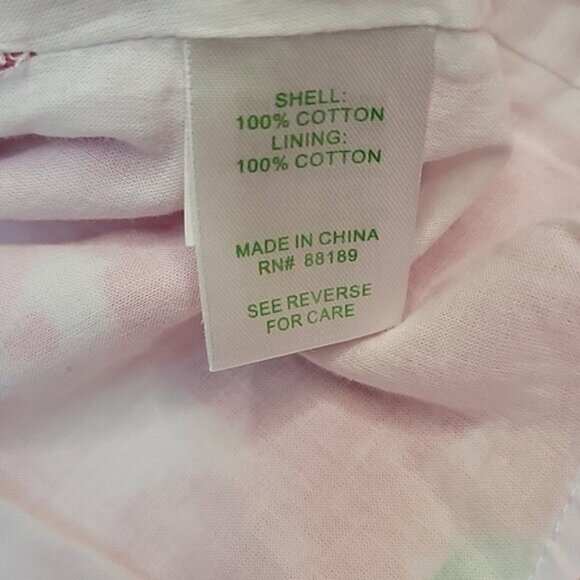 SHELL:
100% COTTON
LINING:
100% COTTON
MADE IN CHINA
RN# 88189
SEE REVERSE
FOR CARE